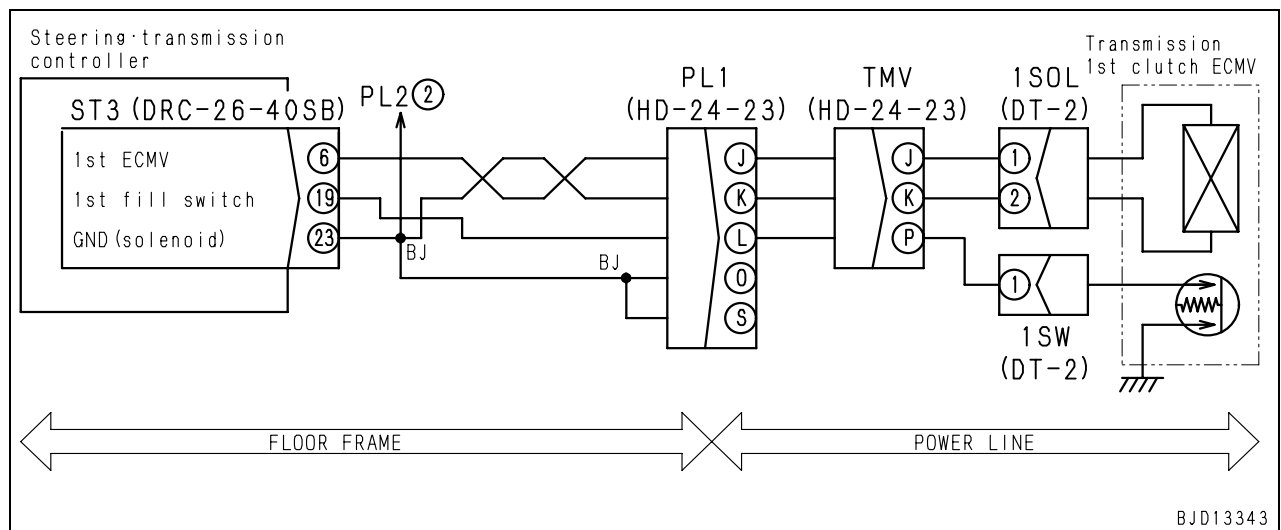 Steering·transmission
controller
ST3 (DRC-26-40SB)
1st ECMV
6
1st fill switch
19
GND (solenoid)
23
PL2 2
BJ
BJ
PL1
(HD-24-23)
J
K
L
O
S
TMV
(HD-24-23)
J
K
P
1SOL
(DT-2)
1
2
1
1SW
(DT-2)
Transmission
1st clutch ECMV
FLOOR FRAME
POWER LINE
BJD13343